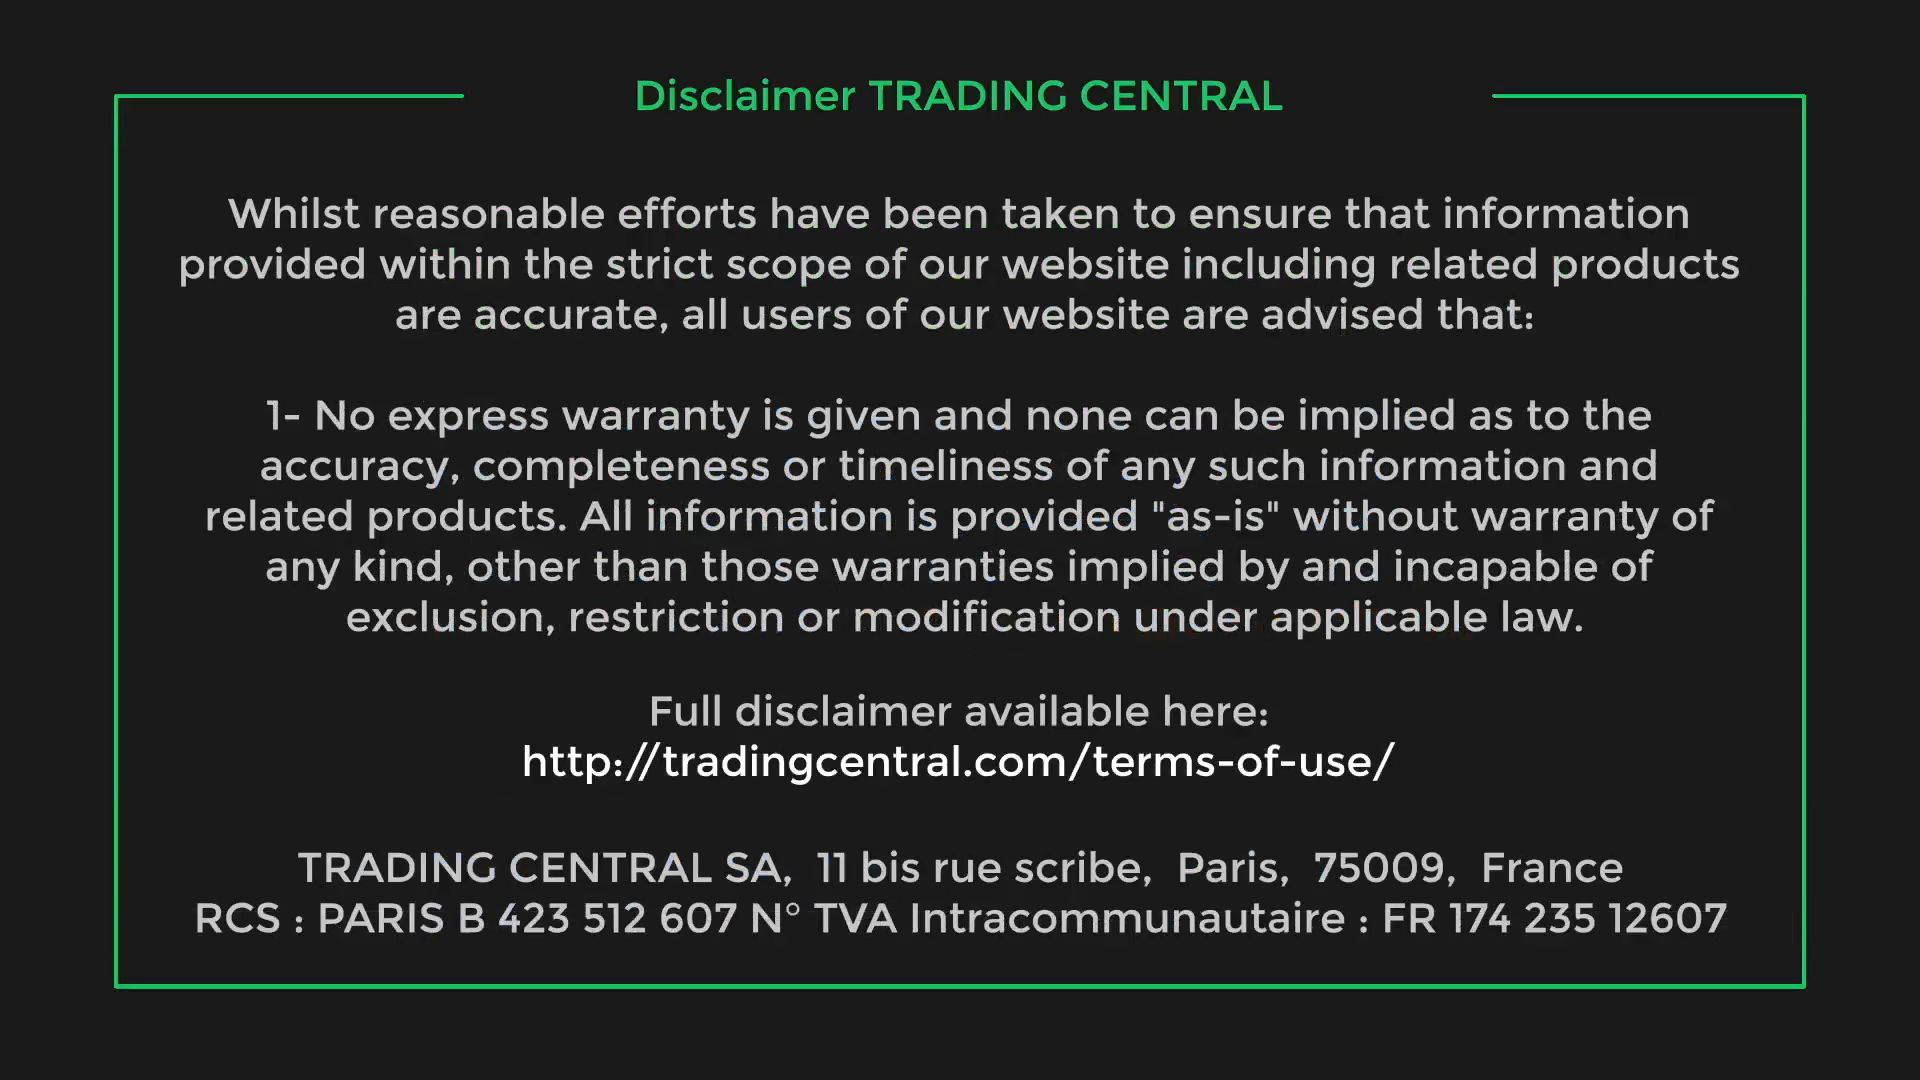 Disclaimer TRADING CENTRAL
Whilst reasonable efforts have been taken to ensure that information
provided within the strict scope of our website including related products
are accurate, all users of our website are advised that:
1- No express warranty is given and none can be implied as to the
accuracy, completeness or timeliness of any such information and
related products. All information is provided "as-is" without warranty of
any kind, other than those warranties implied by and incapable of
exclusion, restriction or modification under applicable law.
Full disclaimer available here:
http://tradingcentral.com/terms-of-use/
TRADING CENTRAL SA, 11 bis rue scribe, Paris, 75009, France
RCS : PARIS B 423 512 607 N° TVA Intracommunautaire : FR 174 235 12607